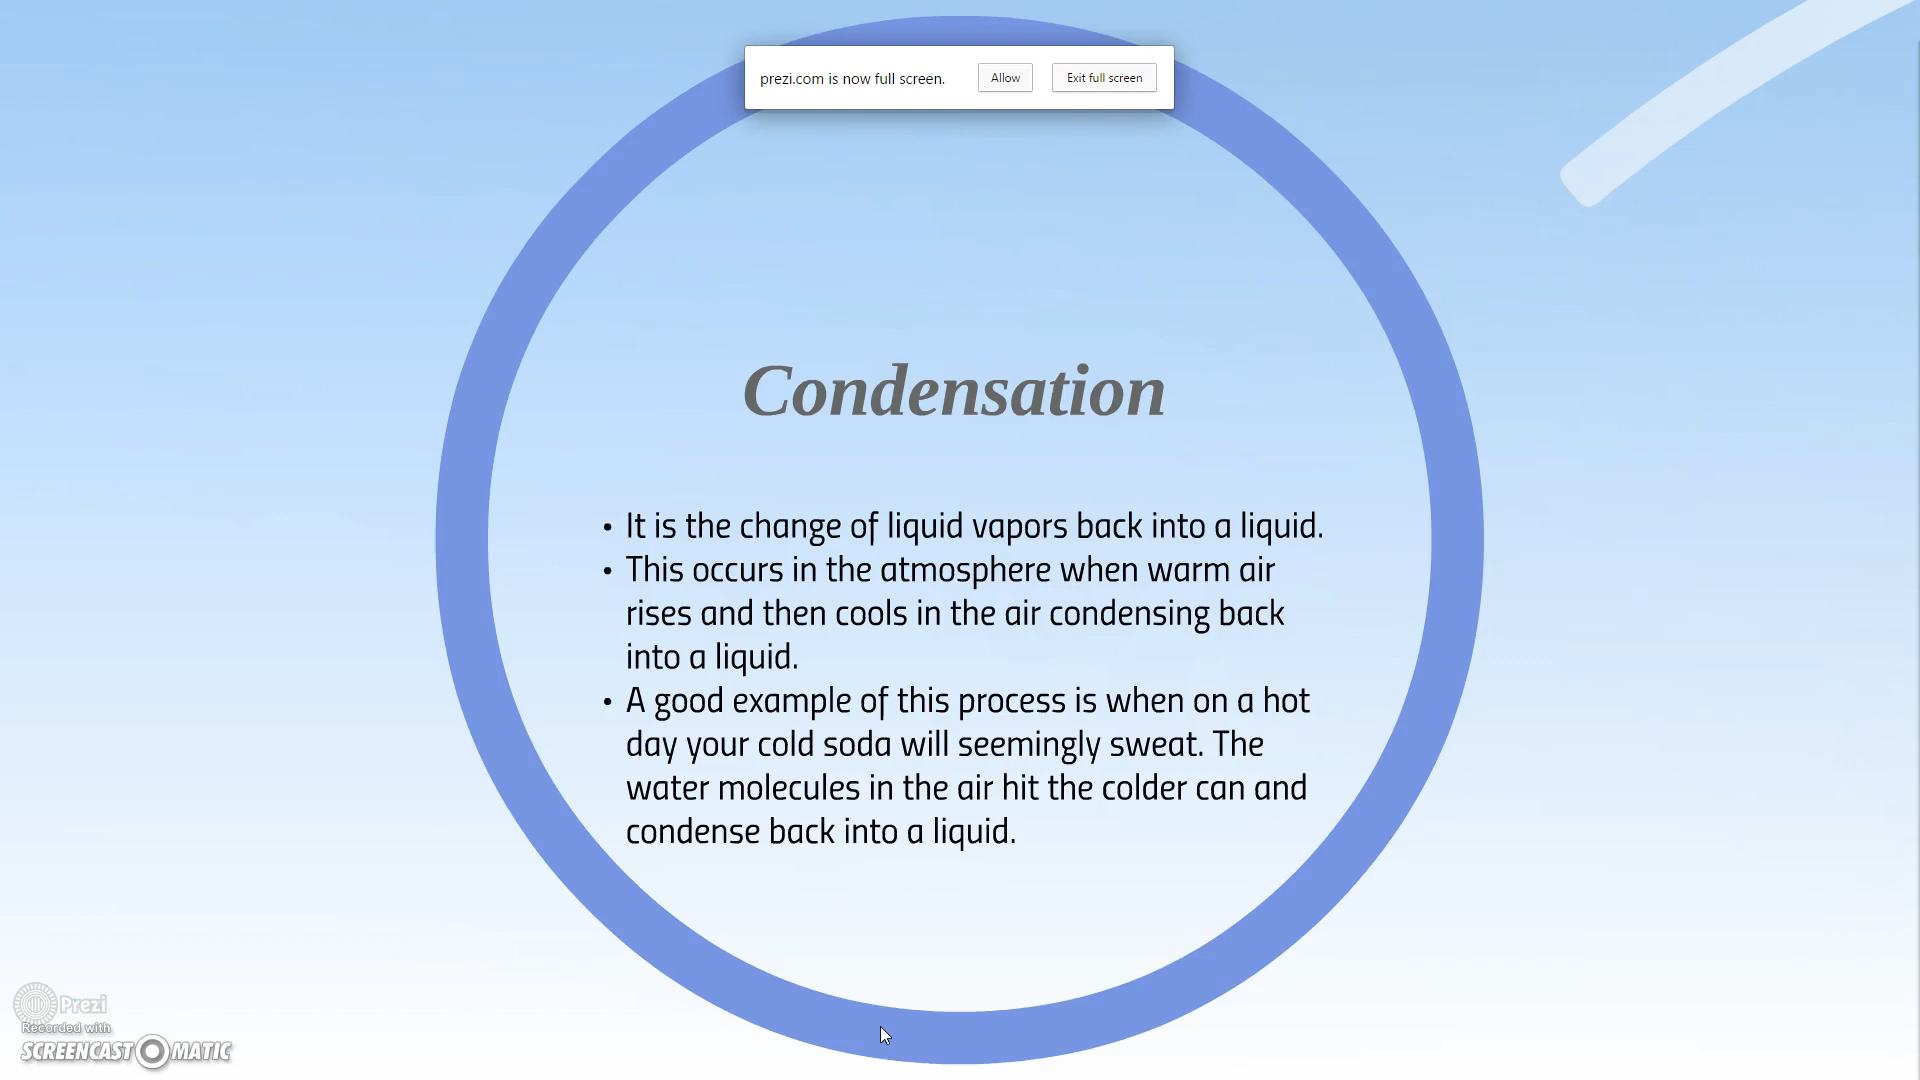 prezi.com is now full screen. Allow Exit full screen
Condensation
• It is the change of liquid vapors back into a liquid.
• This occurs in the atmosphere when warm air
rises and then cools in the air condensing back
into a liquid.
• A good example of this process is when on a hot
day your cold soda will seemingly sweat. The
water molecules in the air hit the colder can and
condense back into a liquid.
Prezi
Recorded with
SCREENCAST O MATIC